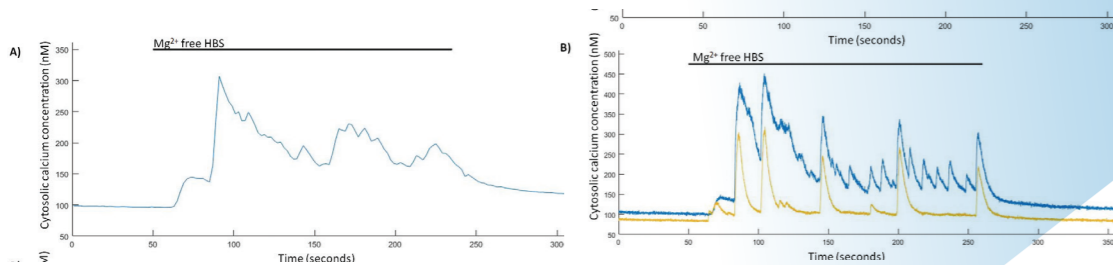 50
0 50 100 150 200 250 300
Time (seconds)
A)
Mg²⁺ free HBS
Cytosolic calcium concentration (nM)
350
300
250
200
150
100
50
0 50 100 150 200 250 300
Time (seconds)
B)
Mg²⁺ free HBS
Cytosolic calcium concentration (nM)
500
450
400
350
300
250
200
150
100
50
0 50 100 150 200 250 300 350
Time (seconds)